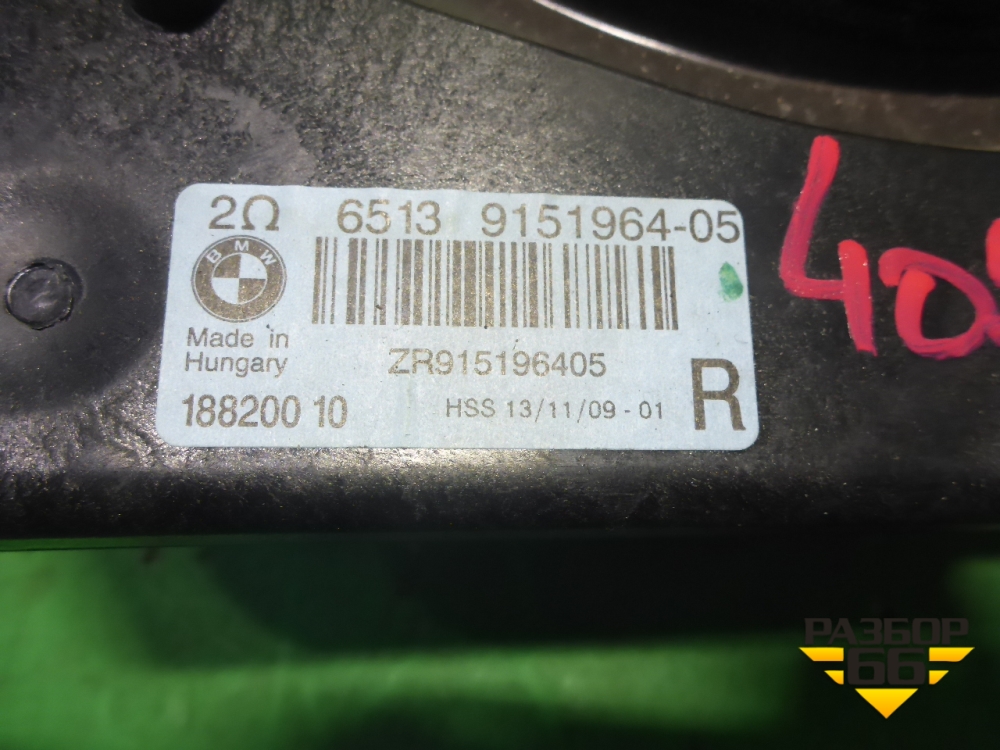 2Ω 6513 9151964-05
BMW
Made in
Hungary
ZR915196405
188200 10
HSS 13/11/09 - 01
R
РАЗБОР
66